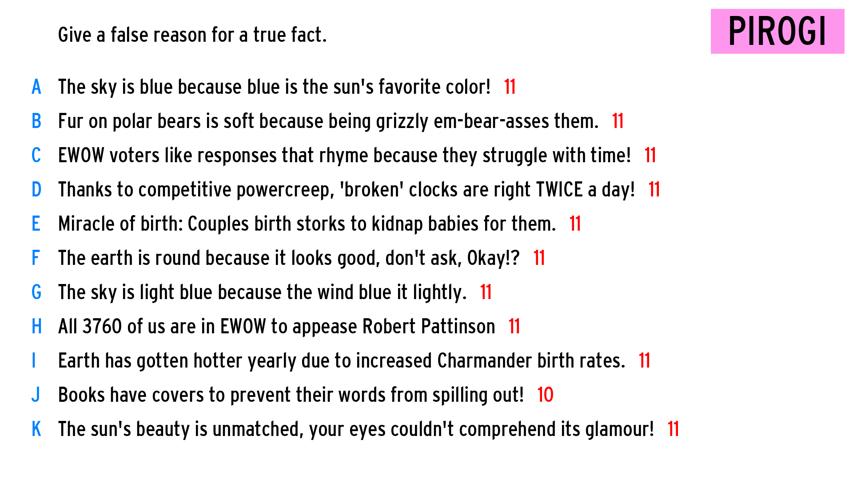 Give a false reason for a true fact.
PIROGI
A The sky is blue because blue is the sun's favorite color! 11
B Fur on polar bears is soft because being grizzly em-bear-asses them. 11
C EWOW voters like responses that rhyme because they struggle with time! 11
D Thanks to competitive powercreep, 'broken' clocks are right TWICE a day! 11
E Miracle of birth: Couples birth storks to kidnap babies for them. 11
F The earth is round because it looks good, don't ask, Okay!? 11
G The sky is light blue because the wind blue it lightly. 11
H All 3760 of us are in EWOW to appease Robert Pattinson 11
I Earth has gotten hotter yearly due to increased Charmander birth rates. 11
J Books have covers to prevent their words from spilling out! 10
K The sun's beauty is unmatched, your eyes couldn't comprehend its glamour! 11